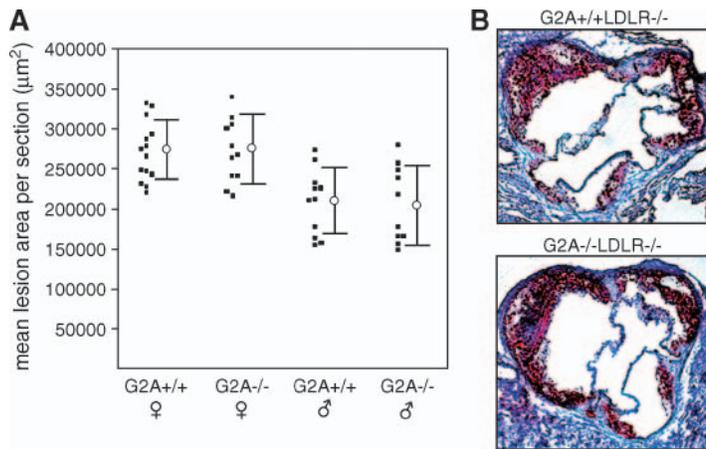 A
mean lesion area per section (μm²)
400000
350000
300000
250000
200000
150000
100000
50000
G2A+/+ G2A-/- G2A+/+ G2A-/-
♀ ♀ ♂ ♂
B
G2A+/+LDLR-/-
G2A-/-LDLR-/-